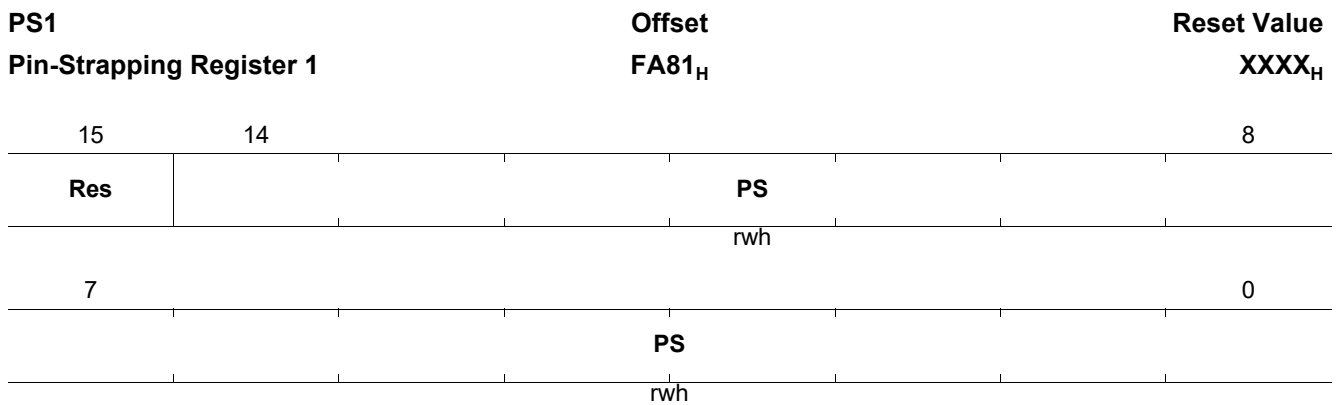 PS1 Offset Reset Value
Pin-Strapping Register 1 FA81H XXXXH
15 14 8
Res PS
rwh
7 0
PS
rwh